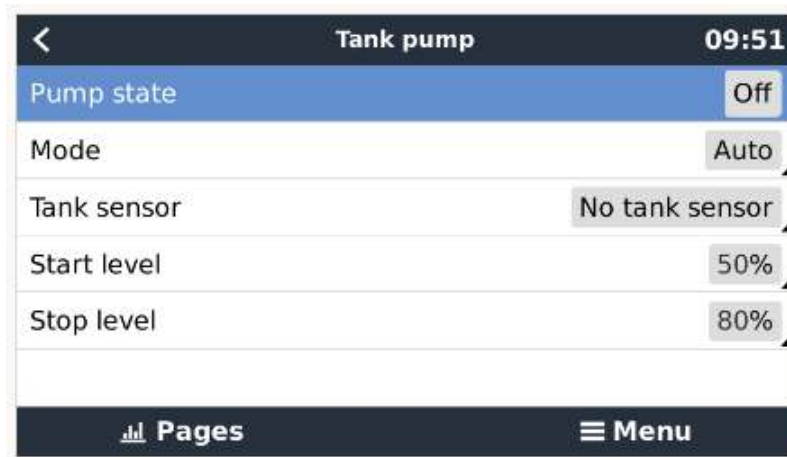 Tank pump 09:51
Pump state Off
Mode Auto
Tank sensor No tank sensor
Start level 50%
Stop level 80%
Pages Menu